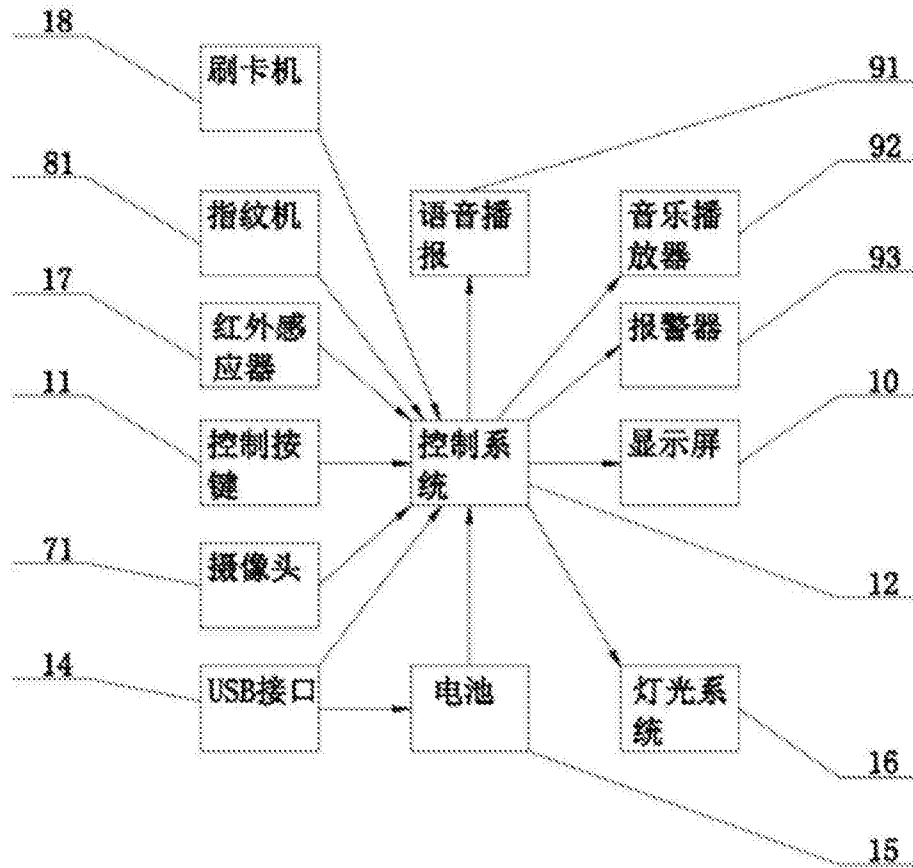 18
刷卡机
91
81
指纹机
语音播
报
音乐播
放器
92
17
红外感
应器
报警器
93
11
控制按
键
控制系
统
显示屏
10
71
摄像头
12
14
USB接口
电池
灯光系
统
16
15